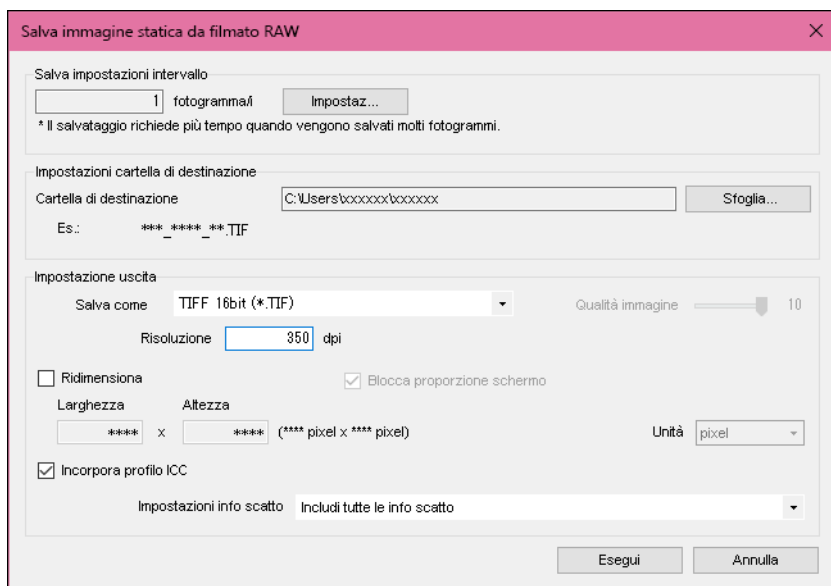 Salva immagine statica da filmato RAW
Salva impostazioni intervallo
1 fotogramma/i Impostaz...
* Il salvataggio richiede più tempo quando vengono salvati molti fotogrammi.
Impostazioni cartella di destinazione
Cartella di destinazione C:\Users\xxxxxx\xxxxxx Sfoglia...
Es.: ***_****_**.TIF
Impostazione uscita
Salva come TIFF 16bit (*.TIF) Qualità immagine 10
Risoluzione 350 dpi
Ridimensiona Blocca proporzione schermo
Larghezza Altezza
**** x **** (**** pixel x **** pixel) Unità pixel
Incorpora profilo ICC
Impostazioni info scatto Includi tutte le info scatto
Esegui Annulla